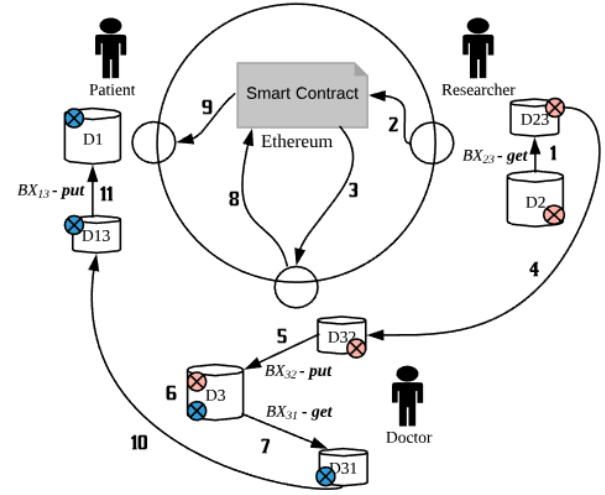 Patient
Researcher
Smart Contract
Ethereum
9
2
D1
D23
BX23 - get
1
BX13 - put
11
8
3
D2
D13
4
5
D32
BX32 - put
6
D3
BX31 - get
7
Doctor
10
D31